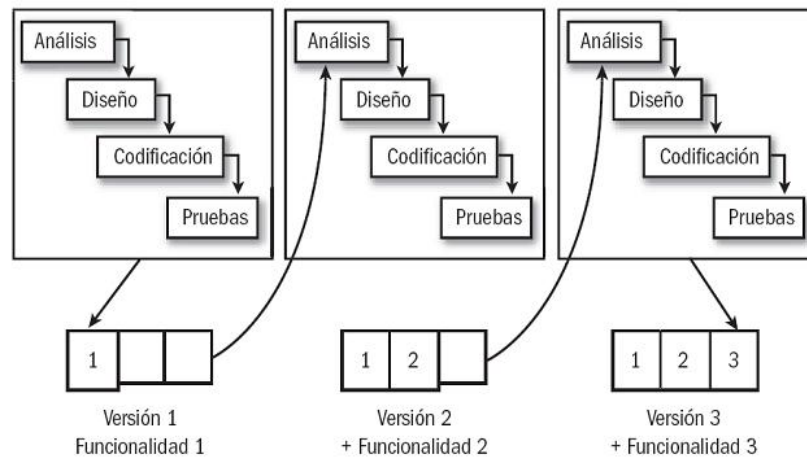 Análisis
Diseño
Codificación
Pruebas
Análisis
Diseño
Codificación
Pruebas
Análisis
Diseño
Codificación
Pruebas
1
1 2
1 2 3
Versión 1
Funcionalidad 1
Versión 2
+ Funcionalidad 2
Versión 3
+ Funcionalidad 3